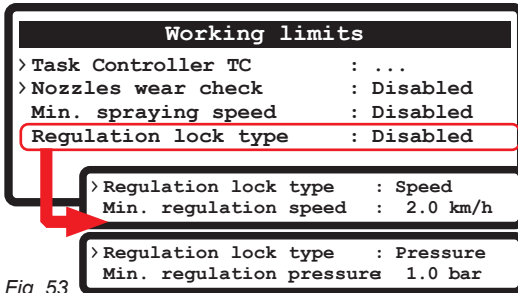 Working limits
> Task Controller TC : ...
> Nozzles wear check : Disabled
Min. spraying speed : Disabled
Regulation lock type : Disabled
> Regulation lock type : Speed
Min. regulation speed : 2.0 km/h
> Regulation lock type : Pressure
Min. regulation pressure 1.0 bar
Fig. 53